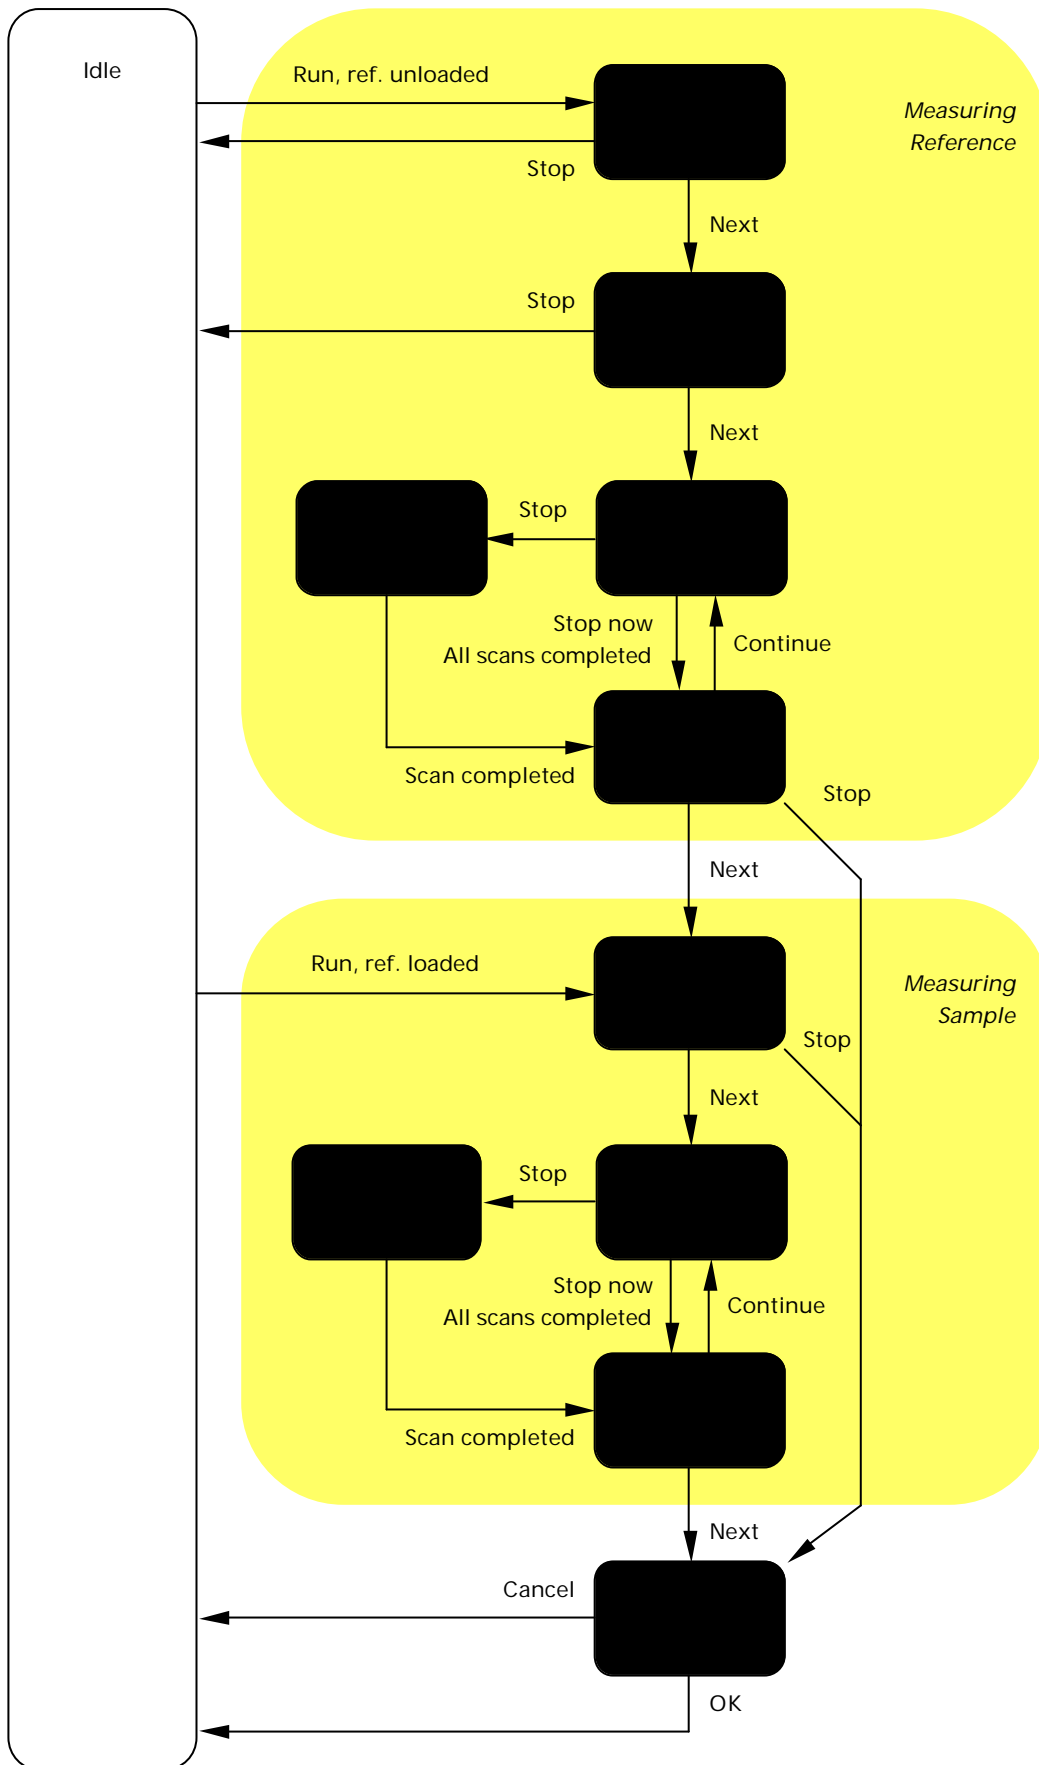 Idle
Run, ref. unloaded
Measuring
Reference
Stop
Next
Stop
Next
Stop
Stop now
All scans completed
Continue
Scan completed
Stop
Next
Run, ref. loaded
Measuring
Sample
Stop
Next
Stop
Stop now
All scans completed
Continue
Scan completed
Next
Cancel
OK